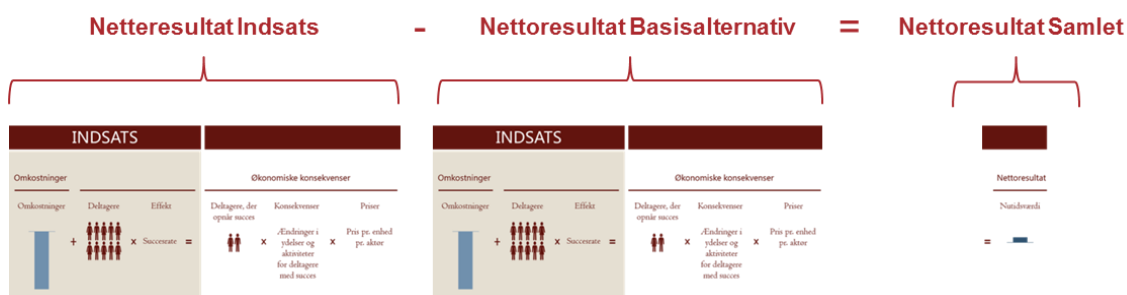 Netteresultat Indsats - Nettoresultat Basisalternativ = Nettoresultat Samlet
INDSATS
Omkostninger
Økonomiske konsekvenser
Omkostninger
Deltagere
Effekt
Deltagere, der
opnår succes
Konsekvenser
Priser
+
x
Succesrate
=
x
Ændringer i
ydelser og
aktiviteter
for deltagere
med succes
x
Pris pr. enhed
pr. aktør
INDSATS
Omkostninger
Økonomiske konsekvenser
Omkostninger
Deltagere
Effekt
Deltagere, der
opnår succes
Konsekvenser
Priser
+
x
Succesrate
=
x
Ændringer i
ydelser og
aktiviteter
for deltagere
med succes
x
Pris pr. enhed
pr. aktør
Nettoresultat
Nutidsværdi
=